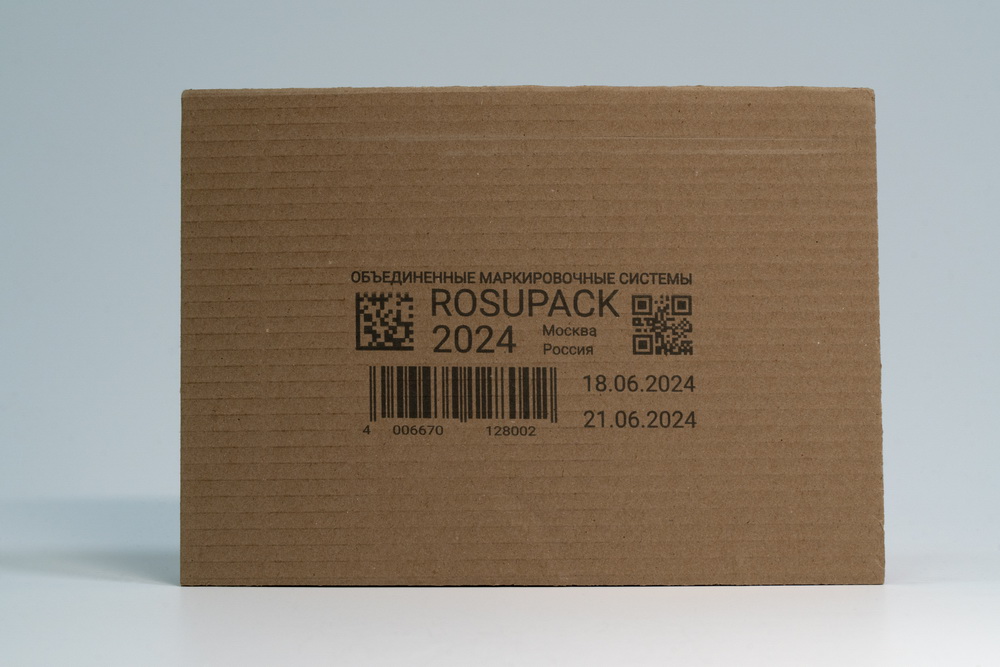 ОБЪЕДИНЕННЫЕ МАРКИРОВОЧНЫЕ СИСТЕМЫ
ROSUPACK
2024
Москва
Россия
18.06.2024
21.06.2024
4 006670 128002